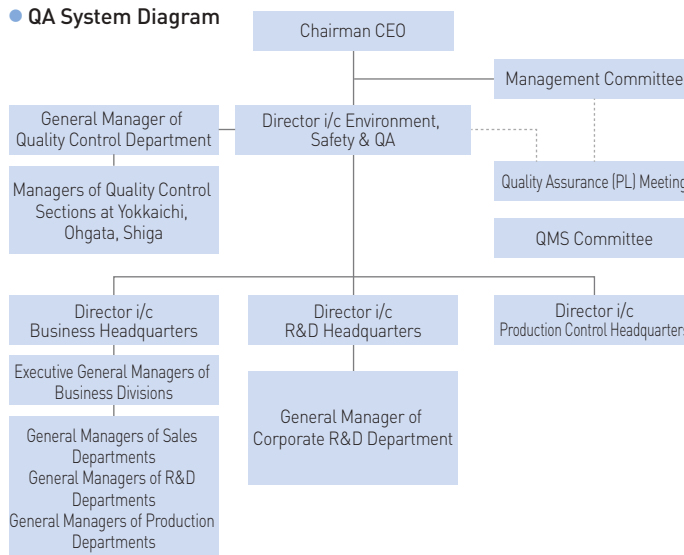 QA System Diagram
Chairman CEO
Management Committee
General Manager of
Quality Control Department
Director i/c Environment,
Safety & QA
Managers of Quality Control
Sections at Yokkaichi,
Ohgata, Shiga
Quality Assurance (PL) Meeting
QMS Committee
Director i/c
Business Headquarters
Director i/c
R&D Headquarters
Director i/c
Production Control Headquarters
Executive General Managers of
Business Divisions
General Manager of
Corporate R&D Department
General Managers of Sales
Departments
General Managers of R&D
Departments
General Managers of Production
Departments